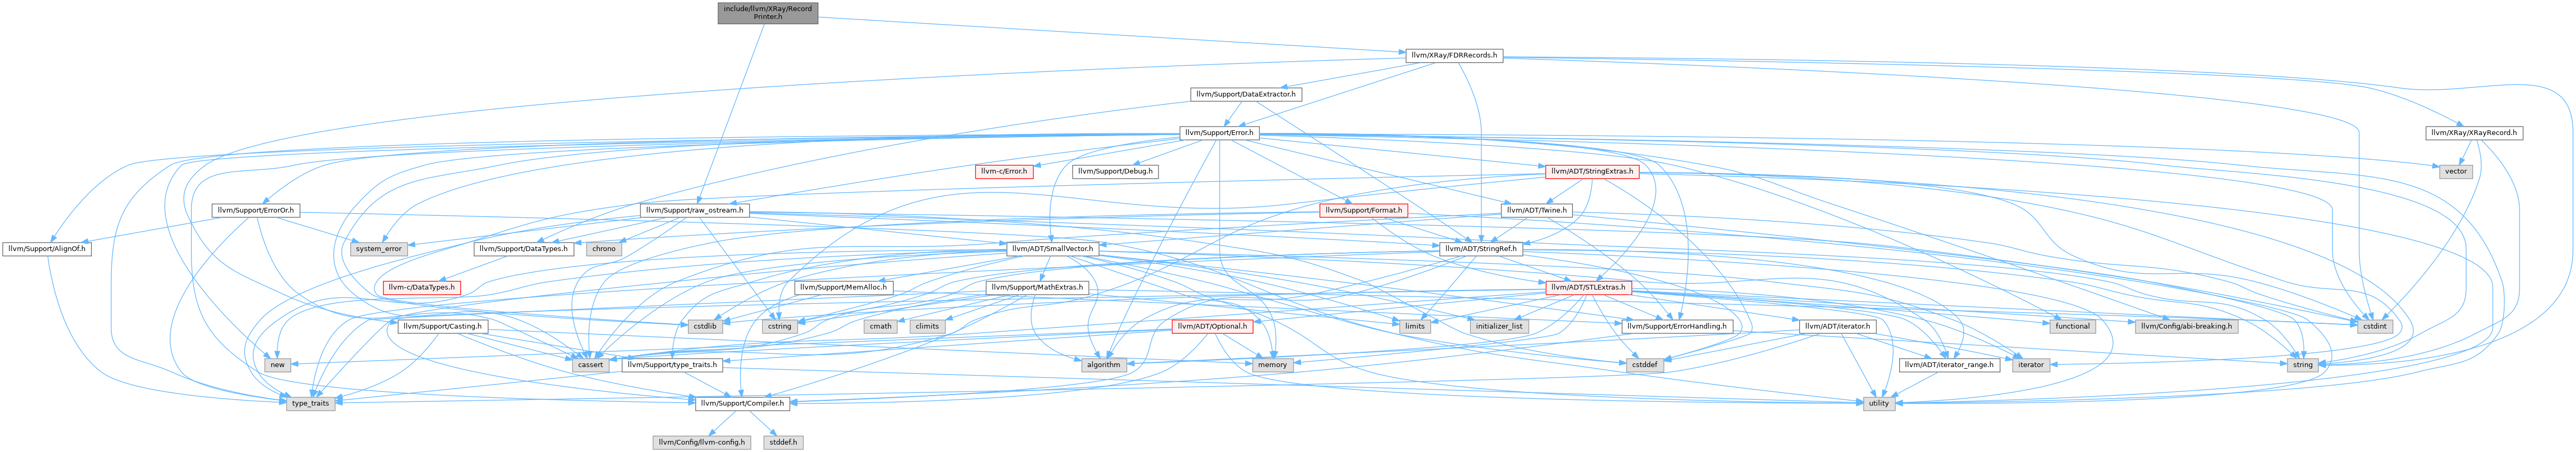 include/llvm/XRay/Record
Printer.h
llvm/XRay/FDRRecords.h
llvm/Support/DataExtractor.h
llvm/Support/Error.h
llvm/XRay/XRayRecord.h
llvm-c/Error.h
llvm/Support/Debug.h
llvm/ADT/StringExtras.h
vector
llvm/Support/ErrorOr.h
llvm/Support/raw_ostream.h
llvm/Support/Format.h
llvm/ADT/Twine.h
llvm/Support/AlignOf.h
system_error
llvm/Support/DataTypes.h
chrono
llvm/ADT/SmallVector.h
llvm/ADT/StringRef.h
llvm-c/DataTypes.h
llvm/Support/MemAlloc.h
llvm/Support/MathExtras.h
llvm/ADT/STLExtras.h
llvm/Support/Casting.h
cstdlib
cstring
cmath
climits
llvm/ADT/Optional.h
limits
initializer_list
llvm/Support/ErrorHandling.h
llvm/ADT/iterator.h
functional
llvm/Config/abi-breaking.h
cstdint
new
cassert
llvm/Support/type_traits.h
algorithm
memory
cstddef
llvm/ADT/iterator_range.h
iterator
string
type_traits
llvm/Support/Compiler.h
utility
llvm/Config/llvm-config.h
stddef.h